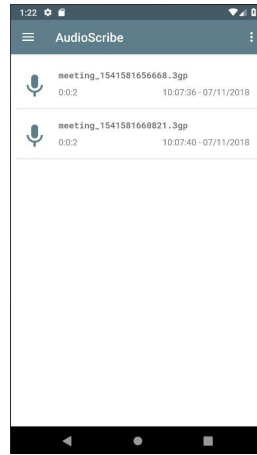 1:22
AudioScribe
meeting_1541581656668.3gp
0:0:2 10:07:36 - 07/11/2018
meeting_1541581660821.3gp
0:0:2 10:07:40 - 07/11/2018